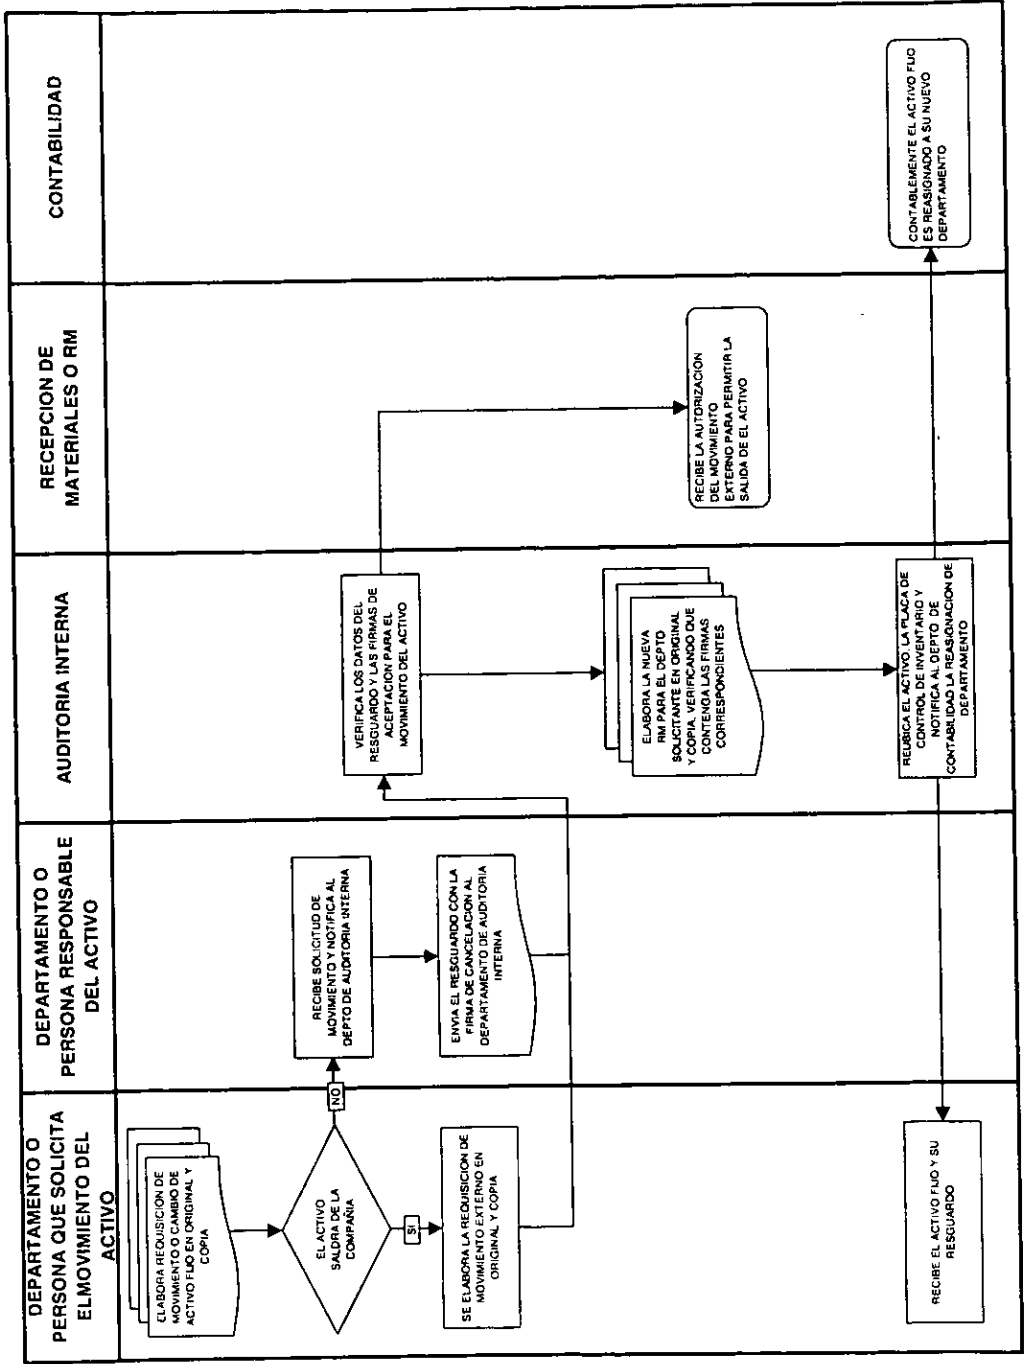 DEPARTAMENTO O
PERSONA QUE SOLICITA
ELMOVIMIENTO DEL
ACTIVO
DEPARTAMENTO O
PERSONA RESPONSABLE
DEL ACTIVO
AUDITORIA INTERNA
RECEPCION DE
MATERIALES O RM
CONTABILIDAD
ELABORA REQUISICION DE
MOVIMIENTO O CAMBIO DE
ACTIVO FIJO EN ORIGINAL Y
COPIA
EL ACTIVO
SALDRA DE LA
COMPAÑIA
NO
SI
SE ELABORA LA REQUISICION DE
MOVIMIENTO EXTERNO EN
ORIGINAL Y COPIA
RECIBE SOLICITUD DE
MOVIMIENTO Y NOTIFICA AL
DEPTO DE AUDITORIA INTERNA
ENVIA EL RESGUARDO CON LA
FIRMA DE CANCELACION AL
DEPARTAMENTO DE AUDITORIA
INTERNA
VERIFICA LOS DATOS DEL
RESGUARDO Y LAS FIRMAS DE
ACEPTACION PARA EL
MOVIMIENTO DEL ACTIVO
RECIBE LA AUTORIZACION
DEL MOVIMIENTO
EXTERNO PARA PERMITIR LA
SALIDA DE EL ACTIVO
ELABORA LA NUEVA
RM PARA EL DEPTO
SOLICITANTE EN ORIGINAL
Y COPIA, VERIFICANDO QUE
CONTENGA LAS FIRMAS
CORRESPONDIENTES
REUBICA EL ACTIVO, LA PLACA DE
CONTROL DE INVENTARIO Y
NOTIFICA AL DEPTO DE
CONTABILIDAD LA REASIGNACION DE
DEPARTAMENTO
CONTABLEMENTE EL ACTIVO FIJO
ES REASIGNADO A SU NUEVO
DEPARTAMENTO
RECIBE EL ACTIVO FIJO Y SU
RESGUARDO